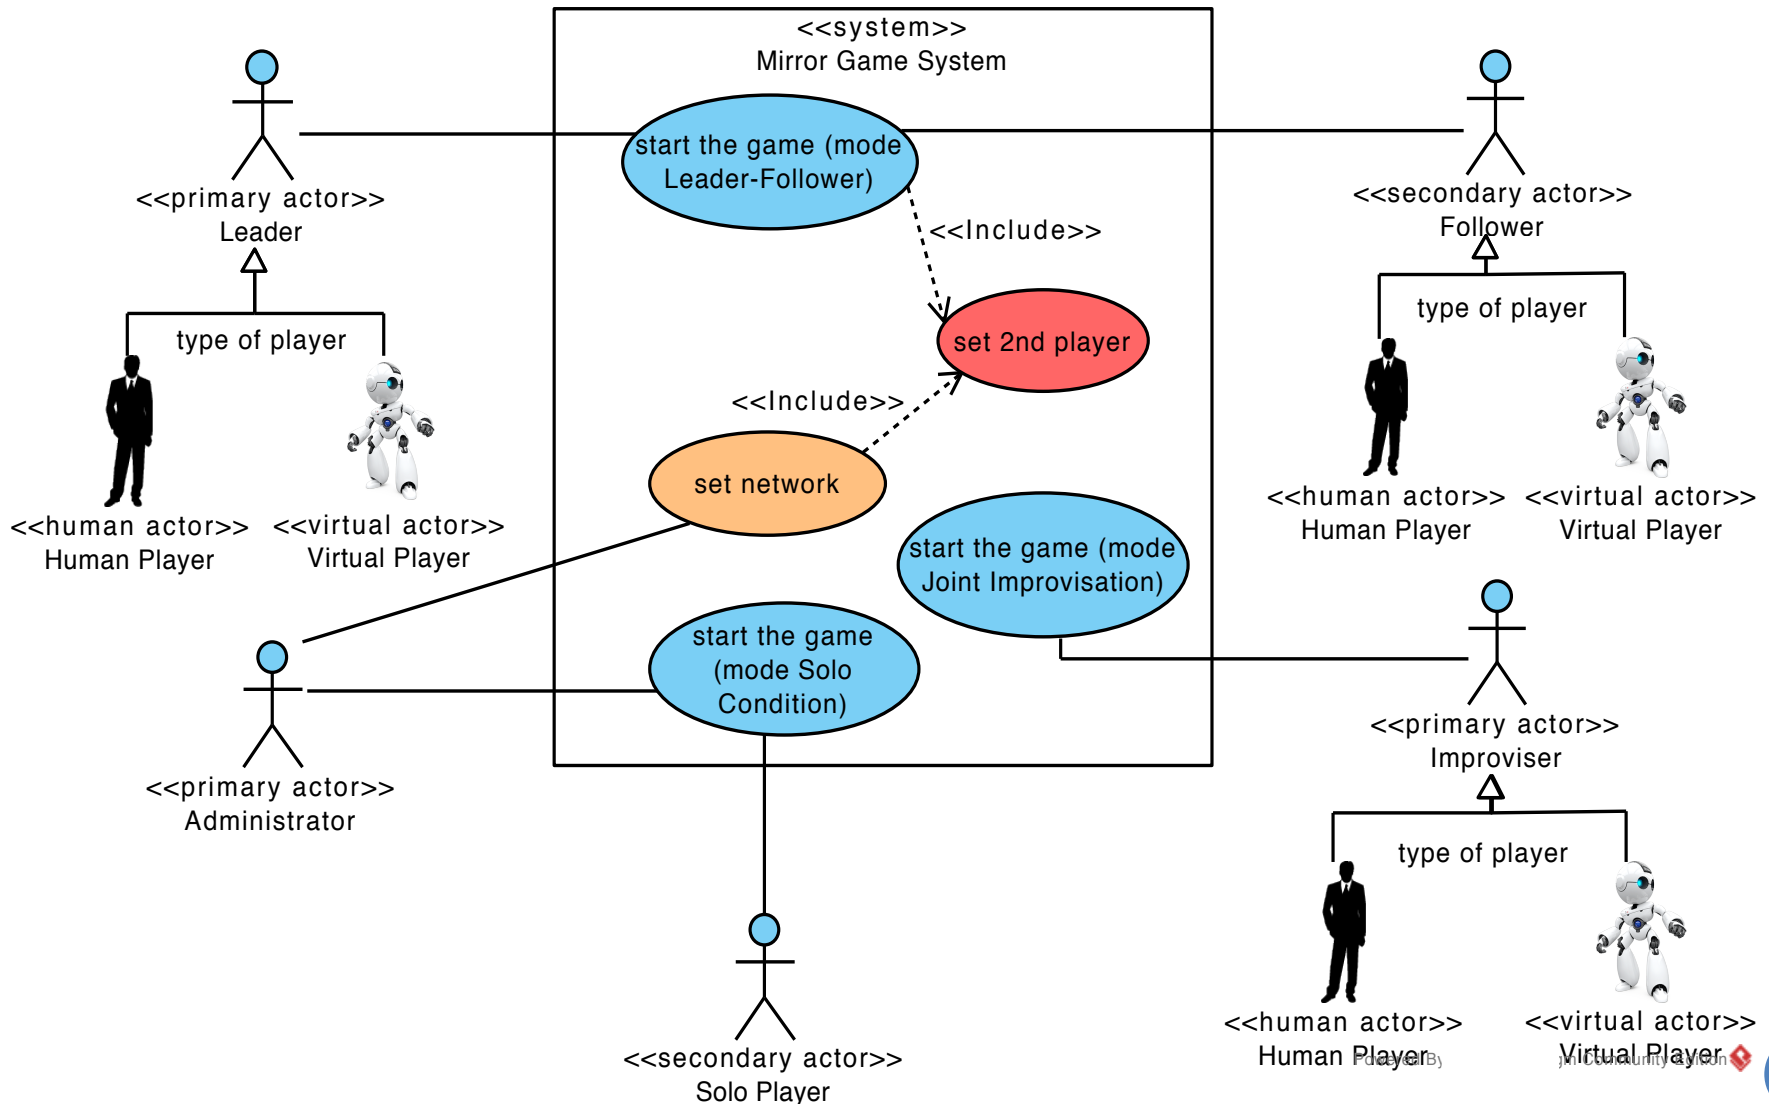 <<system>>
Mirror Game System
<<primary actor>>
Leader
type of player
<<human actor>>
Human Player
<<virtual actor>>
Virtual Player
start the game (mode
Leader-Follower)
<<Include>>
set 2nd player
<<Include>>
set network
start the game (mode
Joint Improvisation)
start the game
(mode Solo
Condition)
<<secondary actor>>
Follower
type of player
<<human actor>>
Human Player
<<virtual actor>>
Virtual Player
<<primary actor>>
Administrator
<<primary actor>>
Improviser
type of player
<<human actor>>
Human Player
<<virtual actor>>
Virtual Player
<<secondary actor>>
Solo Player
Powered By
Community Edition